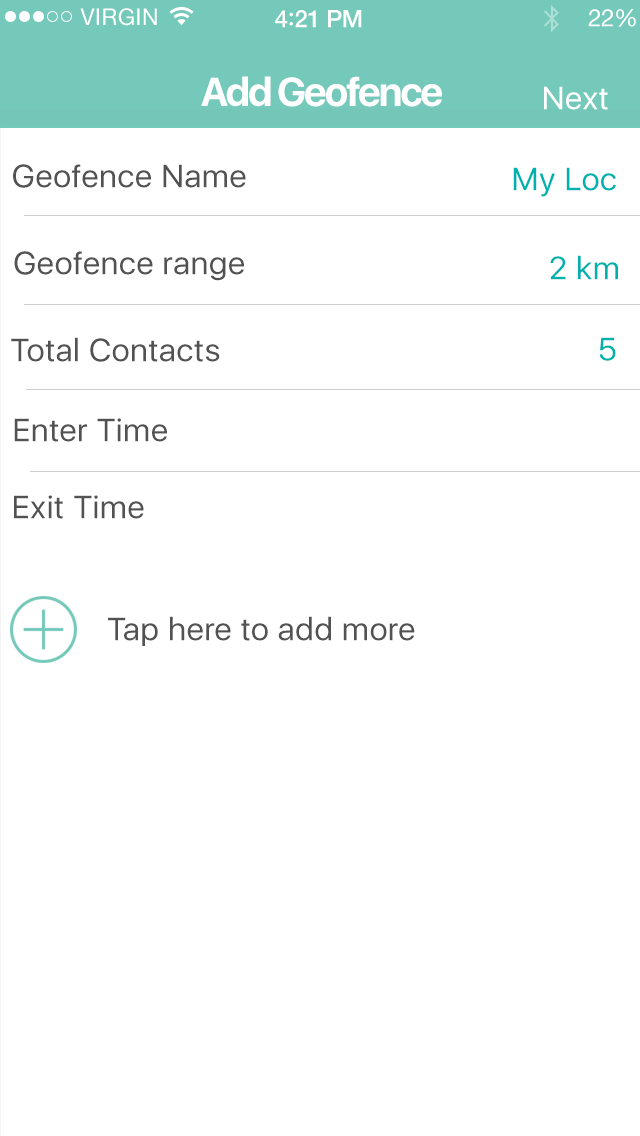 VIRGIN 4:21 PM 22%
Add Geofence Next
Geofence Name My Loc
Geofence range 2 km
Total Contacts 5
Enter Time
Exit Time
Tap here to add more